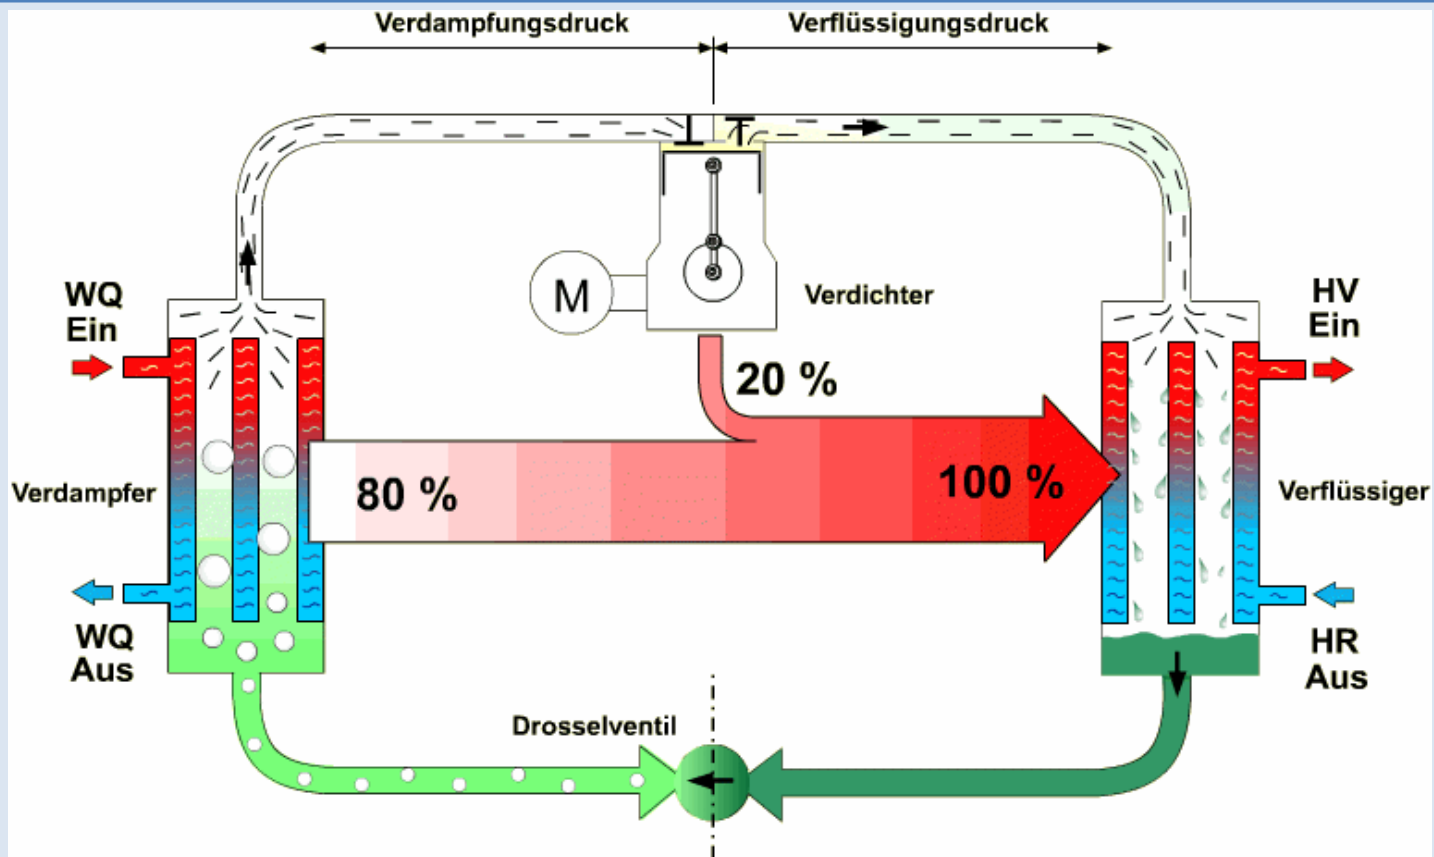 Verdampfungsdruck
Verflüssigungsdruck
M
Verdichter
WQ
Ein
HV
Ein
20 %
80 %
100 %
Verdampfer
Verflüssiger
WQ
Aus
HR
Aus
Drosselventil